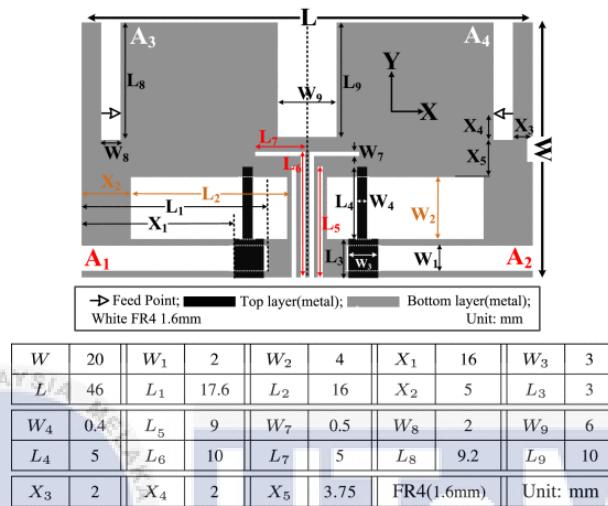 L
A₃
A₄
L₈
W₉
L₉
Y
X
X₄
X₃
W₈
L₇
W₇
X₅
W
L₆
X₂
L₂
L₄
W₄
W₂
L₁
L₅
X₁
A₁
L₃
W₃
W₁
A₂
Feed Point; Top layer(metal); Bottom layer(metal);
White FR4 1.6mm Unit: mm
W 20 W₁ 2 W₂ 4 X₁ 16 W₃ 3
L 46 L₁ 17.6 L₂ 16 X₂ 5 L₃ 3
W₄ 0.4 L₅ 9 W₇ 0.5 W₈ 2 W₉ 6
L₄ 5 L₆ 10 L₇ 5 L₈ 9.2 L₉ 10
X₃ 2 X₄ 2 X₅ 3.75 FR4(1.6mm) Unit: mm